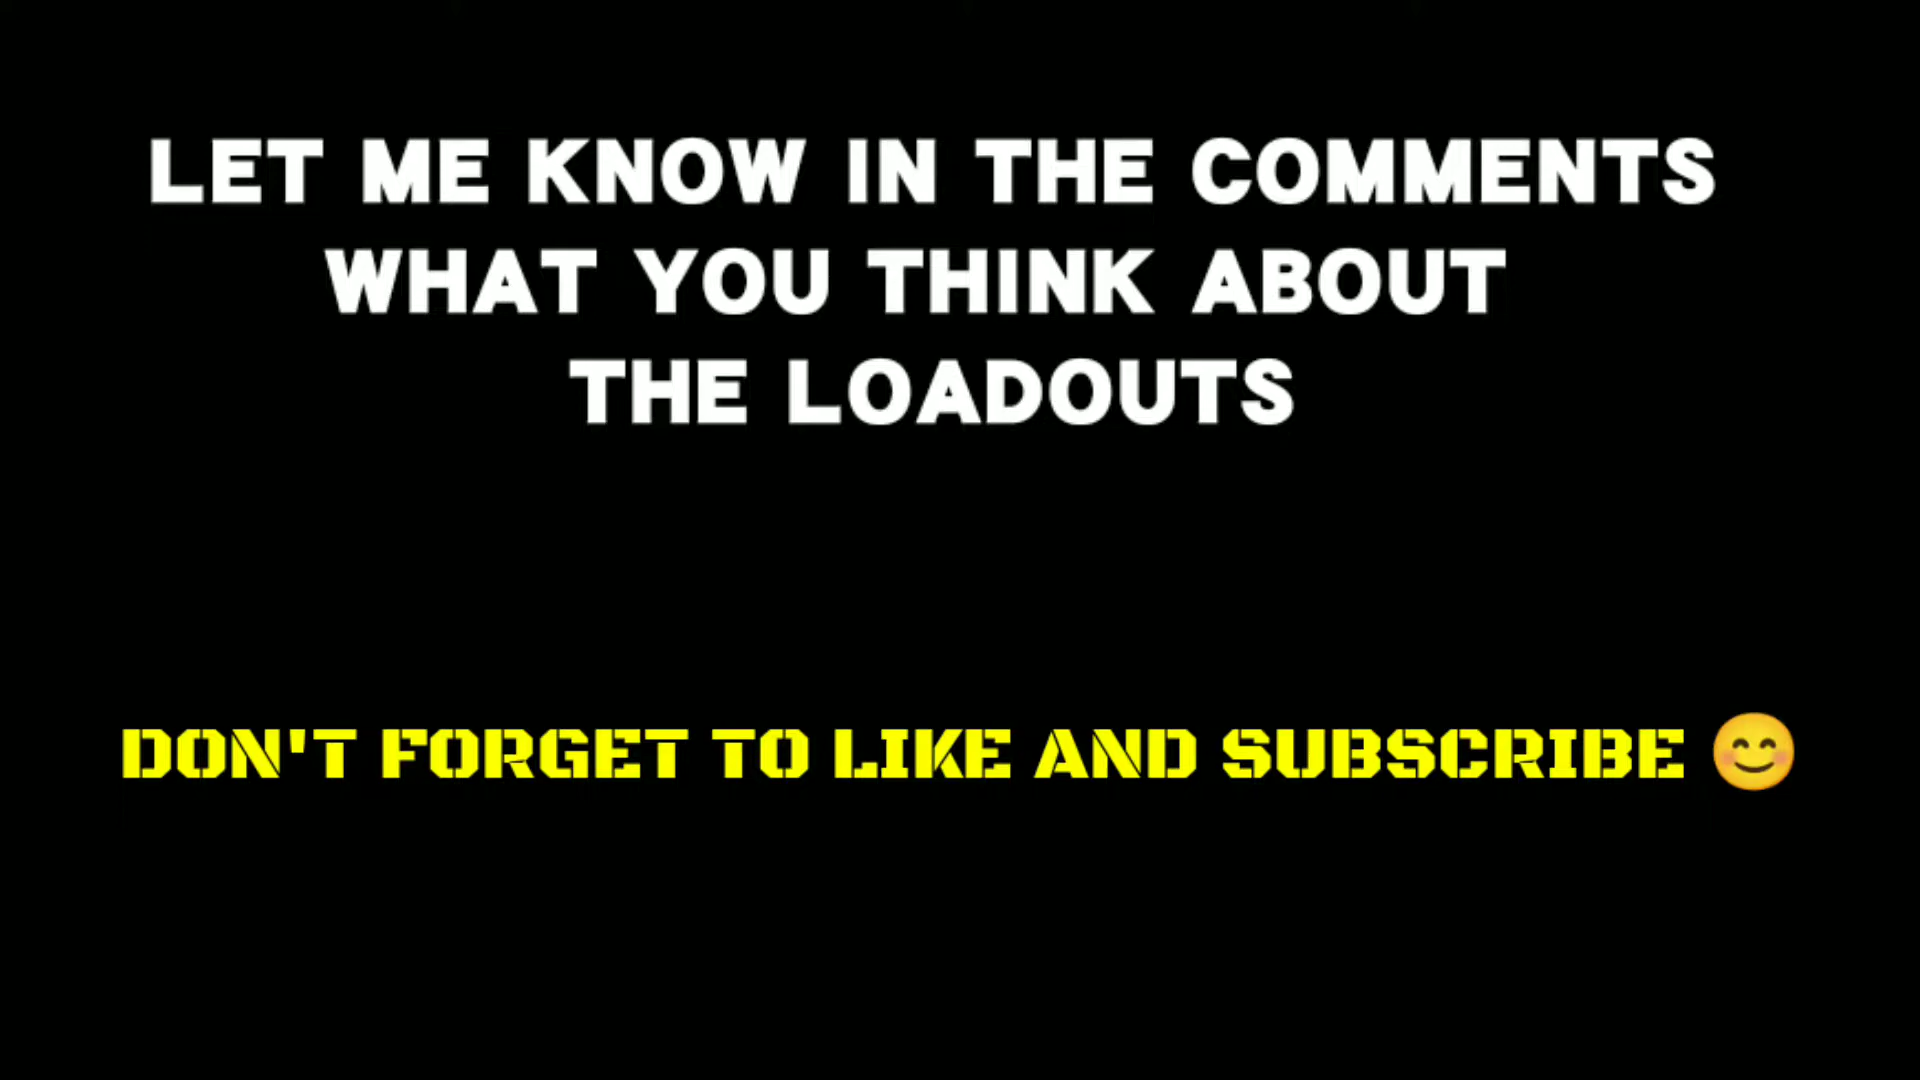 LET ME KNOW IN THE COMMENTS
WHAT YOU THINK ABOUT
THE LOADOUTS
DON'T FORGET TO LIKE AND SUBSCRIBE 😊